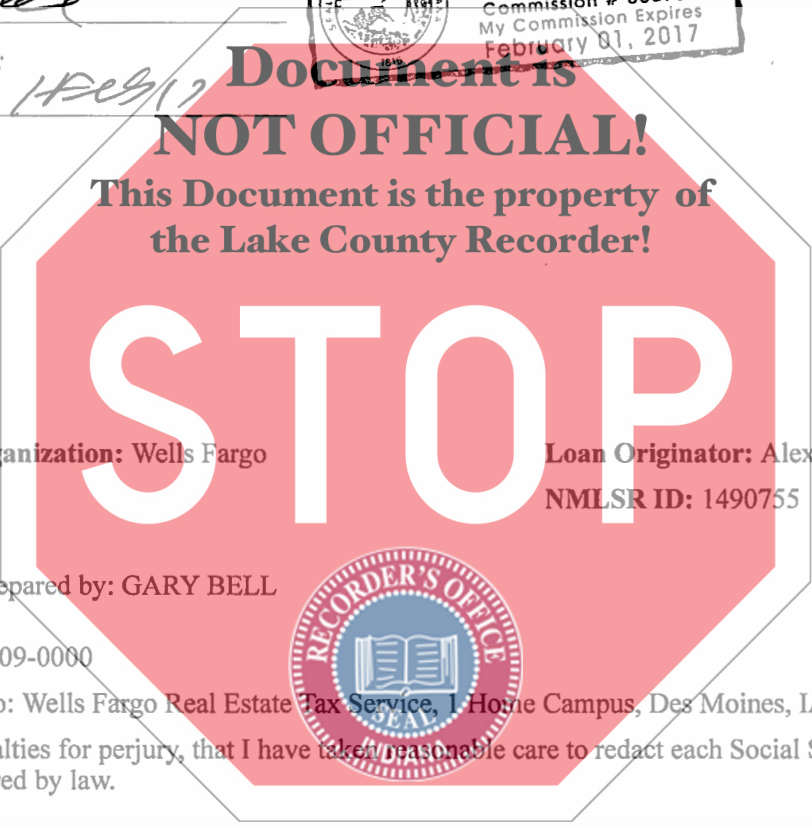 Commission #
My Commission Expires
February 01, 2017
1816
Document is
NOT OFFICIAL!
This Document is the property of
the Lake County Recorder!
STOP
ganization: Wells Fargo
Loan Originator: Alex
NMLSR ID: 1490755
epared by: GARY BELL
RECORDER'S OFFICE
09-0000
o: Wells Fargo Real Estate Tax Service, 1 Home Campus, Des Moines, IA
SEAL
INDIANA
alties for perjury, that I have taken reasonable care to redact each Social S
ed by law.